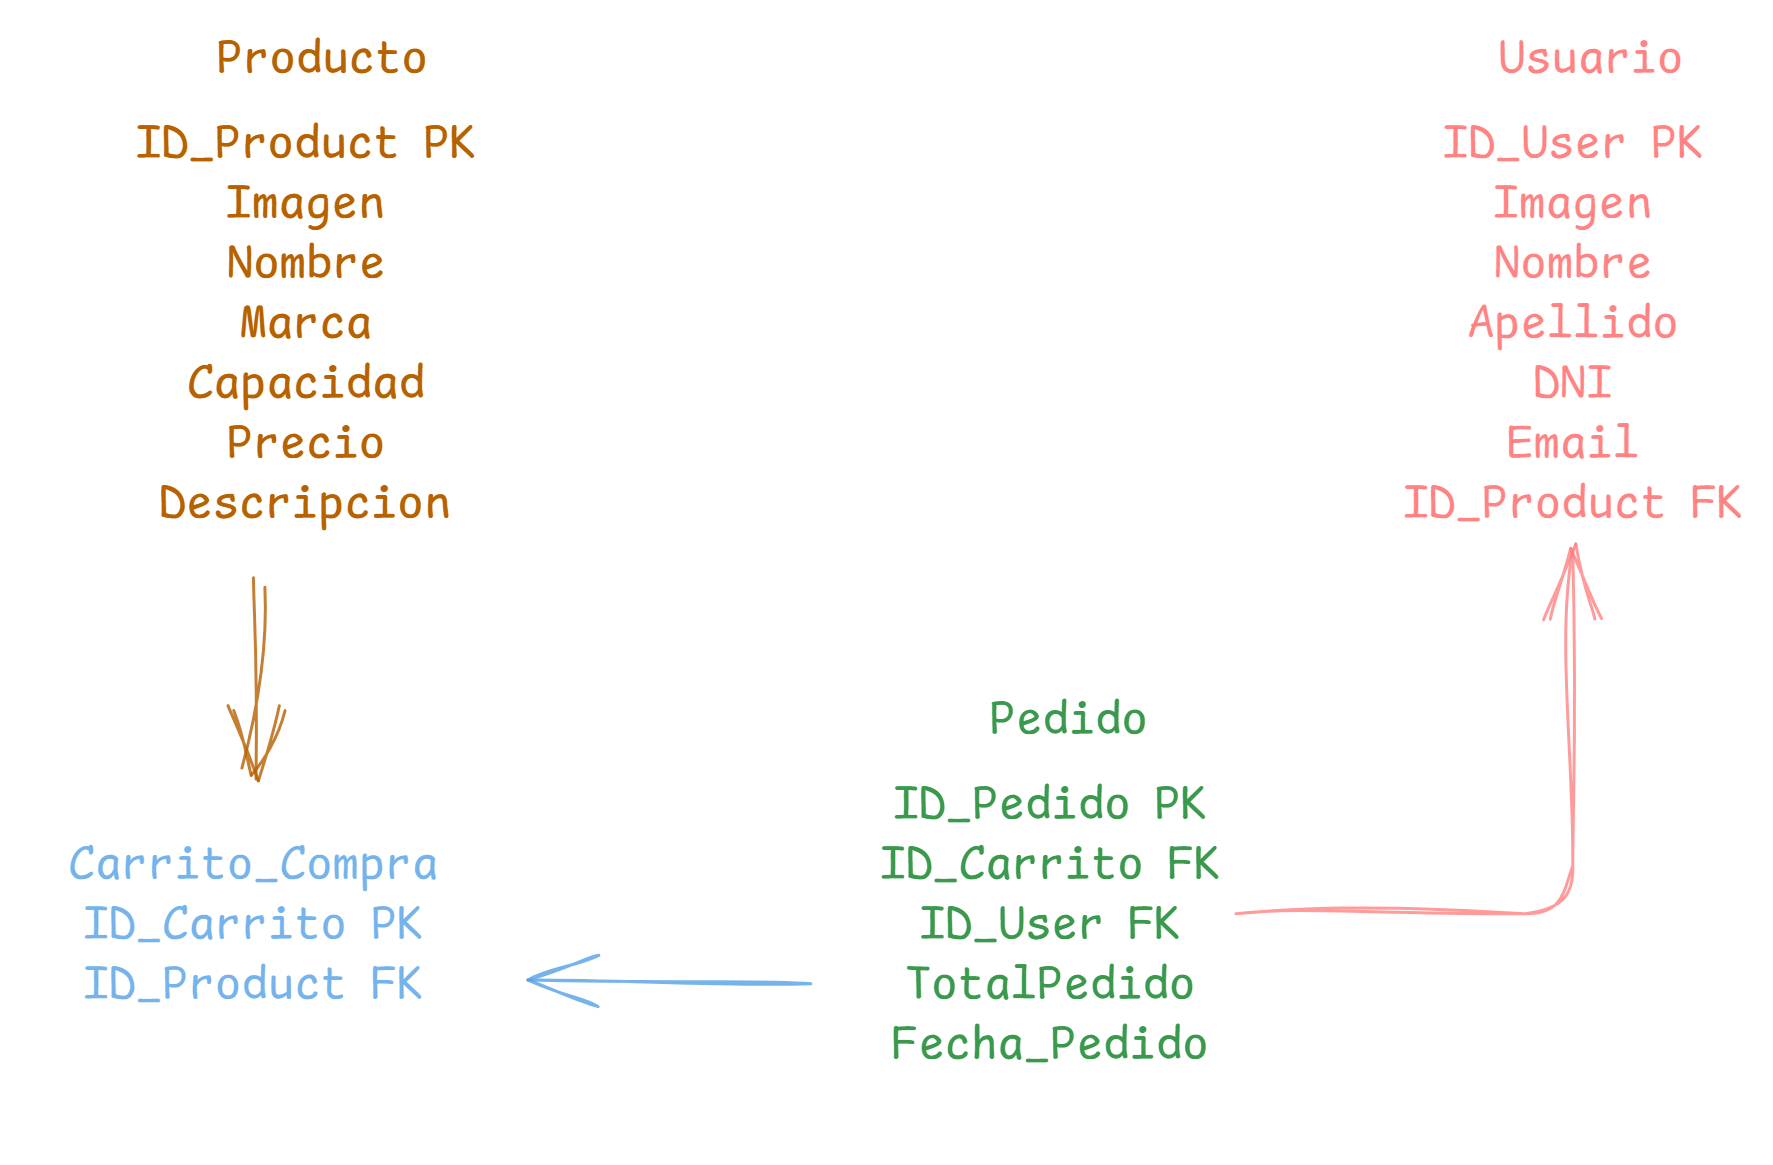 Producto
ID_Product PK
Imagen
Nombre
Marca
Capacidad
Precio
Descripcion
Usuario
ID_User PK
Imagen
Nombre
Apellido
DNI
Email
ID_Product FK
Carrito_Compra
ID_Carrito PK
ID_Product FK
Pedido
ID_Pedido PK
ID_Carrito FK
ID_User FK
TotalPedido
Fecha_Pedido